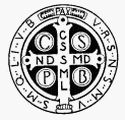 PAX
V R S N S M V
S M Q L I V B
C S
P B
C S S M L
N D S M D